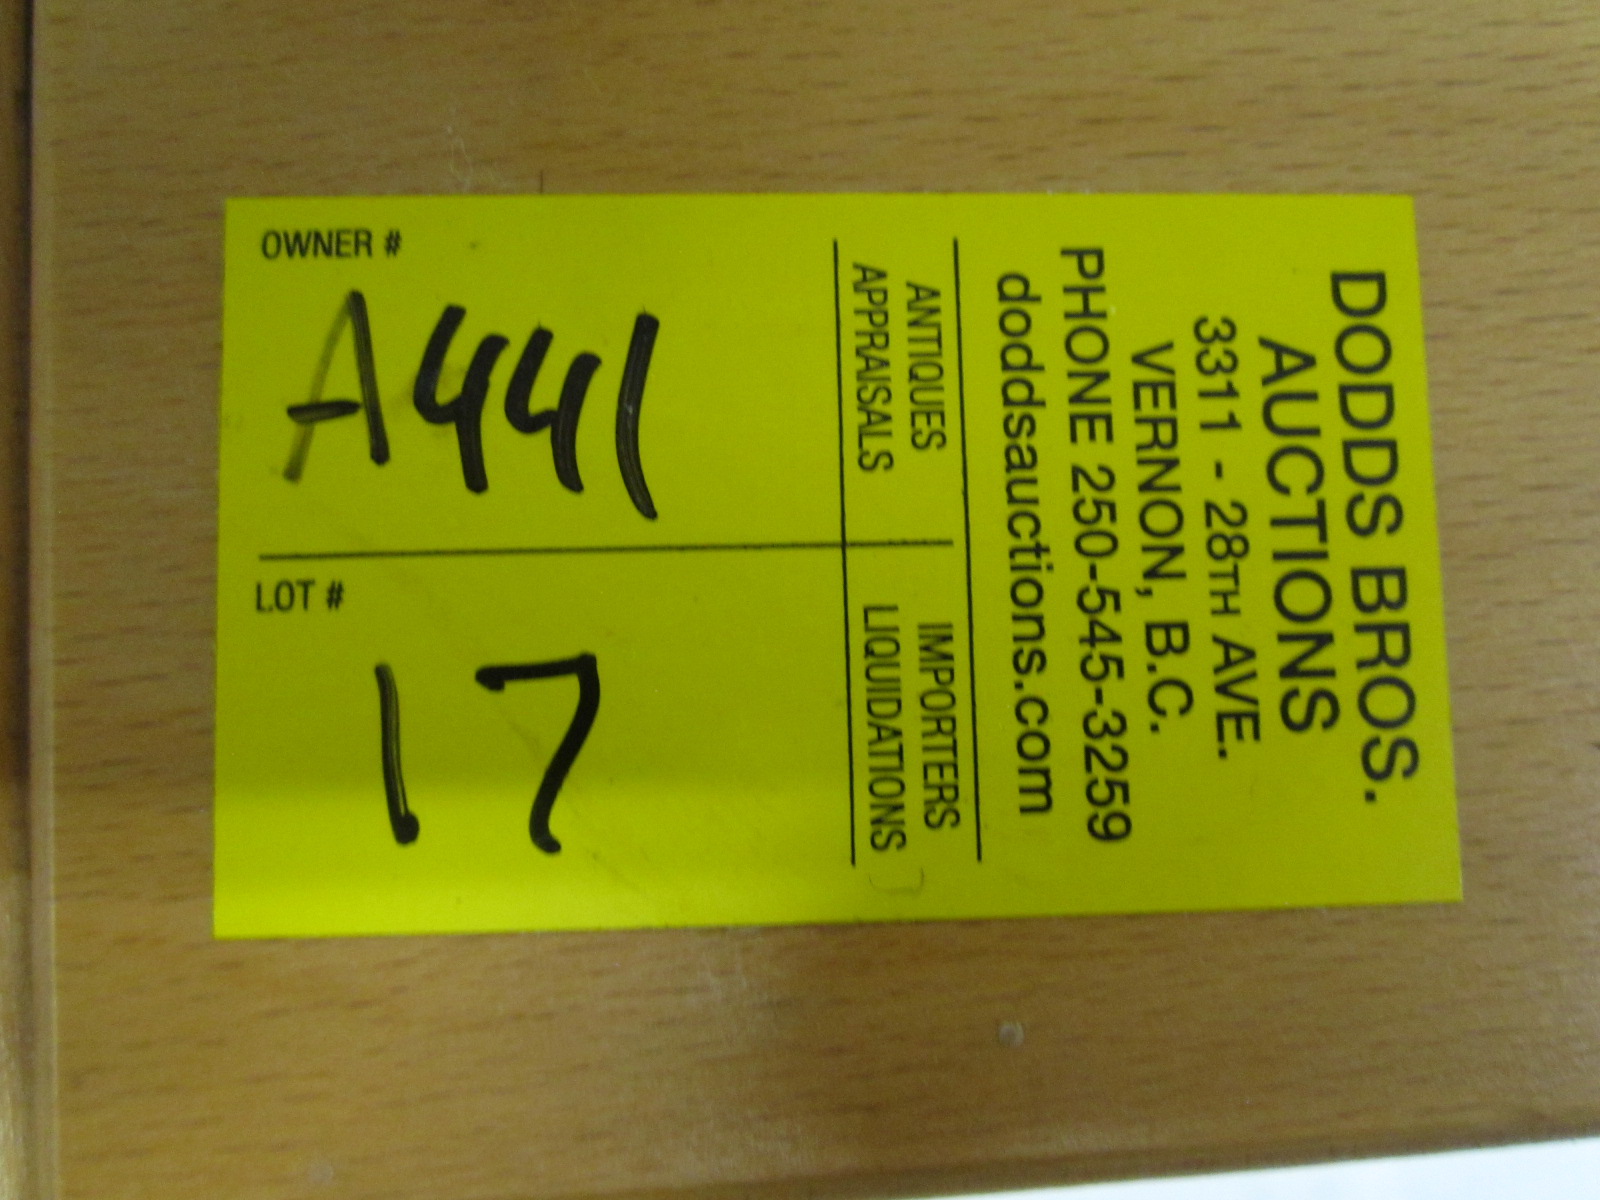 DODDS BROS.
AUCTIONS
3311 - 28TH AVE.
VERNON, B.C.
PHONE 250-545-3259
doddsauctions.com
ANTIQUES
APPRAISALS
IMPORTERS
LIQUIDATIONS
OWNER #
A441
LOT #
17